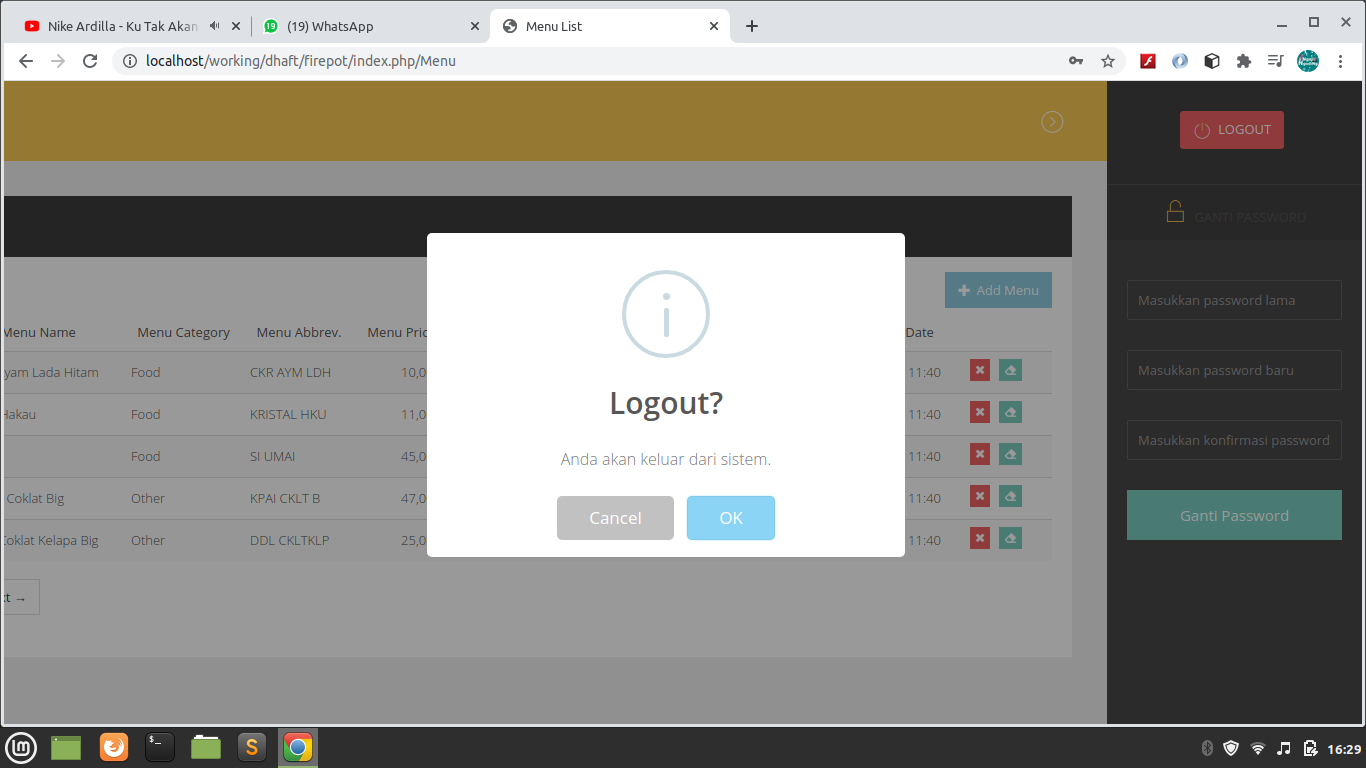 Nike Ardilla - Ku Tak Akan
19
(19) WhatsApp
Menu List
localhost/working/dhaft/firepot/index.php/Menu
LOGOUT
GANTI PASSWORD
Add Menu
Menu Name Menu Category Menu Abbrev. Menu Pric Date
yam Lada Hitam Food CKR AYM LDH 10,0 11:40
Hakau Food KRISTAL HKU 11,0 11:40
Food SI UMAI 45,0 11:40
Coklat Big Other KPAI CKLT B 47,0 11:40
Coklat Kelapa Big Other DDL CKLTKLP 25,0 11:40
xt →
Logout?
Anda akan keluar dari sistem.
Cancel OK
Masukkan password lama
Masukkan password baru
Masukkan konfirmasi password
Ganti Password
16:29